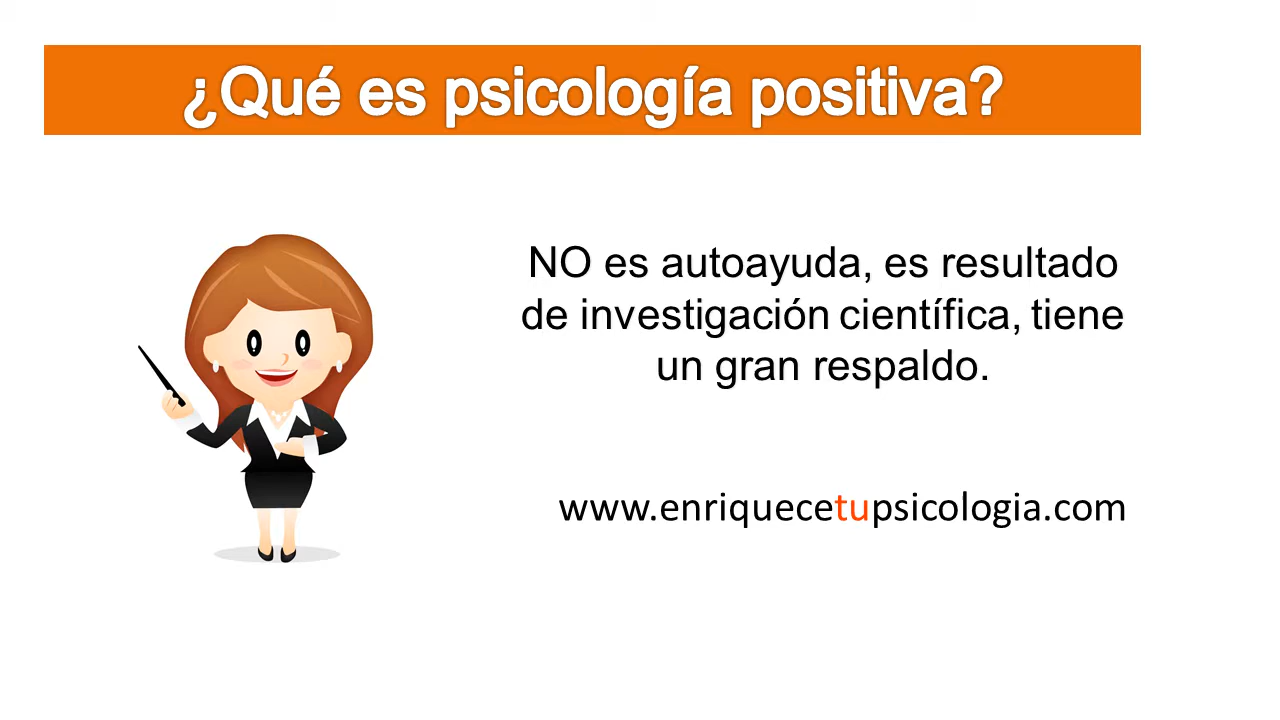 ¿Qué es psicología positiva?
NO es autoayuda, es resultado
de investigación científica, tiene
un gran respaldo.
www.enriquecetupsicologia.com